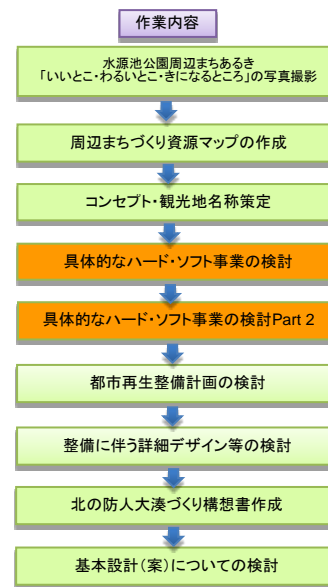 作業内容
水源池公園周辺まちあるき
「いいとこ・わるいとこ・きになるところ」の写真撮影
周辺まちづくり資源マップの作成
コンセプト・観光地名称策定
具体的なハード・ソフト事業の検討
具体的なハード・ソフト事業の検討Part 2
都市再生整備計画の検討
整備に伴う詳細デザイン等の検討
北の防人大湊づくり構想書作成
基本設計（案）についての検討